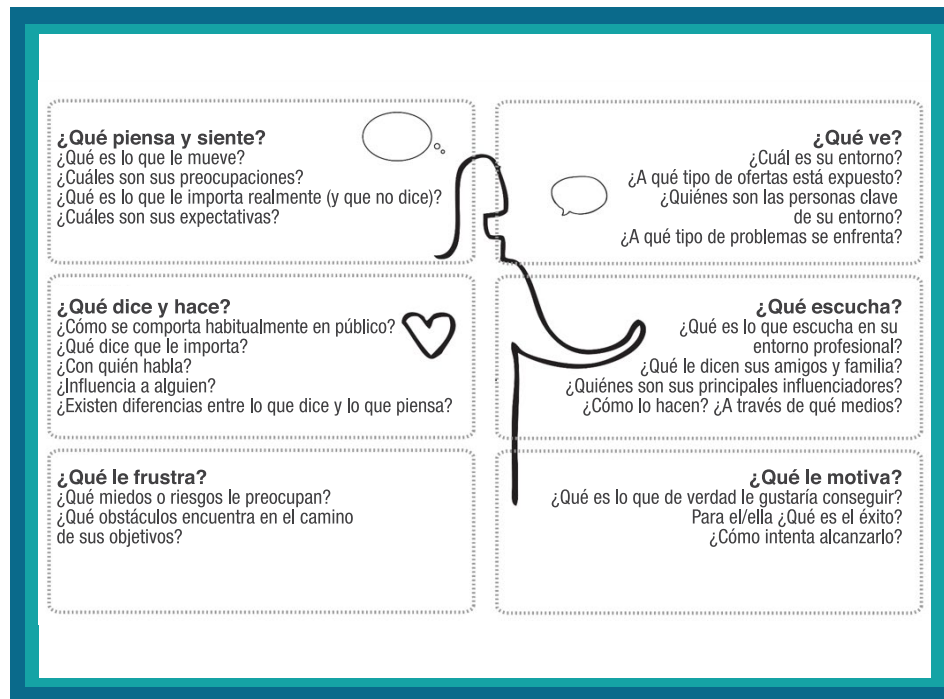 ¿Qué piensa y siente?
¿Qué es lo que le mueve?
¿Cuáles son sus preocupaciones?
¿Qué es lo que le importa realmente (y que no dice)?
¿Cuáles son sus expectativas?
¿Qué ve?
¿Cuál es su entorno?
¿A qué tipo de ofertas está expuesto?
¿Quiénes son las personas clave
de su entorno?
¿A qué tipo de problemas se enfrenta?
¿Qué dice y hace?
¿Cómo se comporta habitualmente en público?
¿Qué dice que le importa?
¿Con quién habla?
¿Influencia a alguien?
¿Existen diferencias entre lo que dice y lo que piensa?
¿Qué escucha?
¿Qué es lo que escucha en su
entorno profesional?
¿Qué le dicen sus amigos y familia?
¿Quiénes son sus principales influenciadores?
¿Cómo lo hacen? ¿A través de qué medios?
¿Qué le frustra?
¿Qué miedos o riesgos le preocupan?
¿Qué obstáculos encuentra en el camino
de sus objetivos?
¿Qué le motiva?
¿Qué es lo que de verdad le gustaría conseguir?
Para el/ella ¿Qué es el éxito?
¿Cómo intenta alcanzarlo?